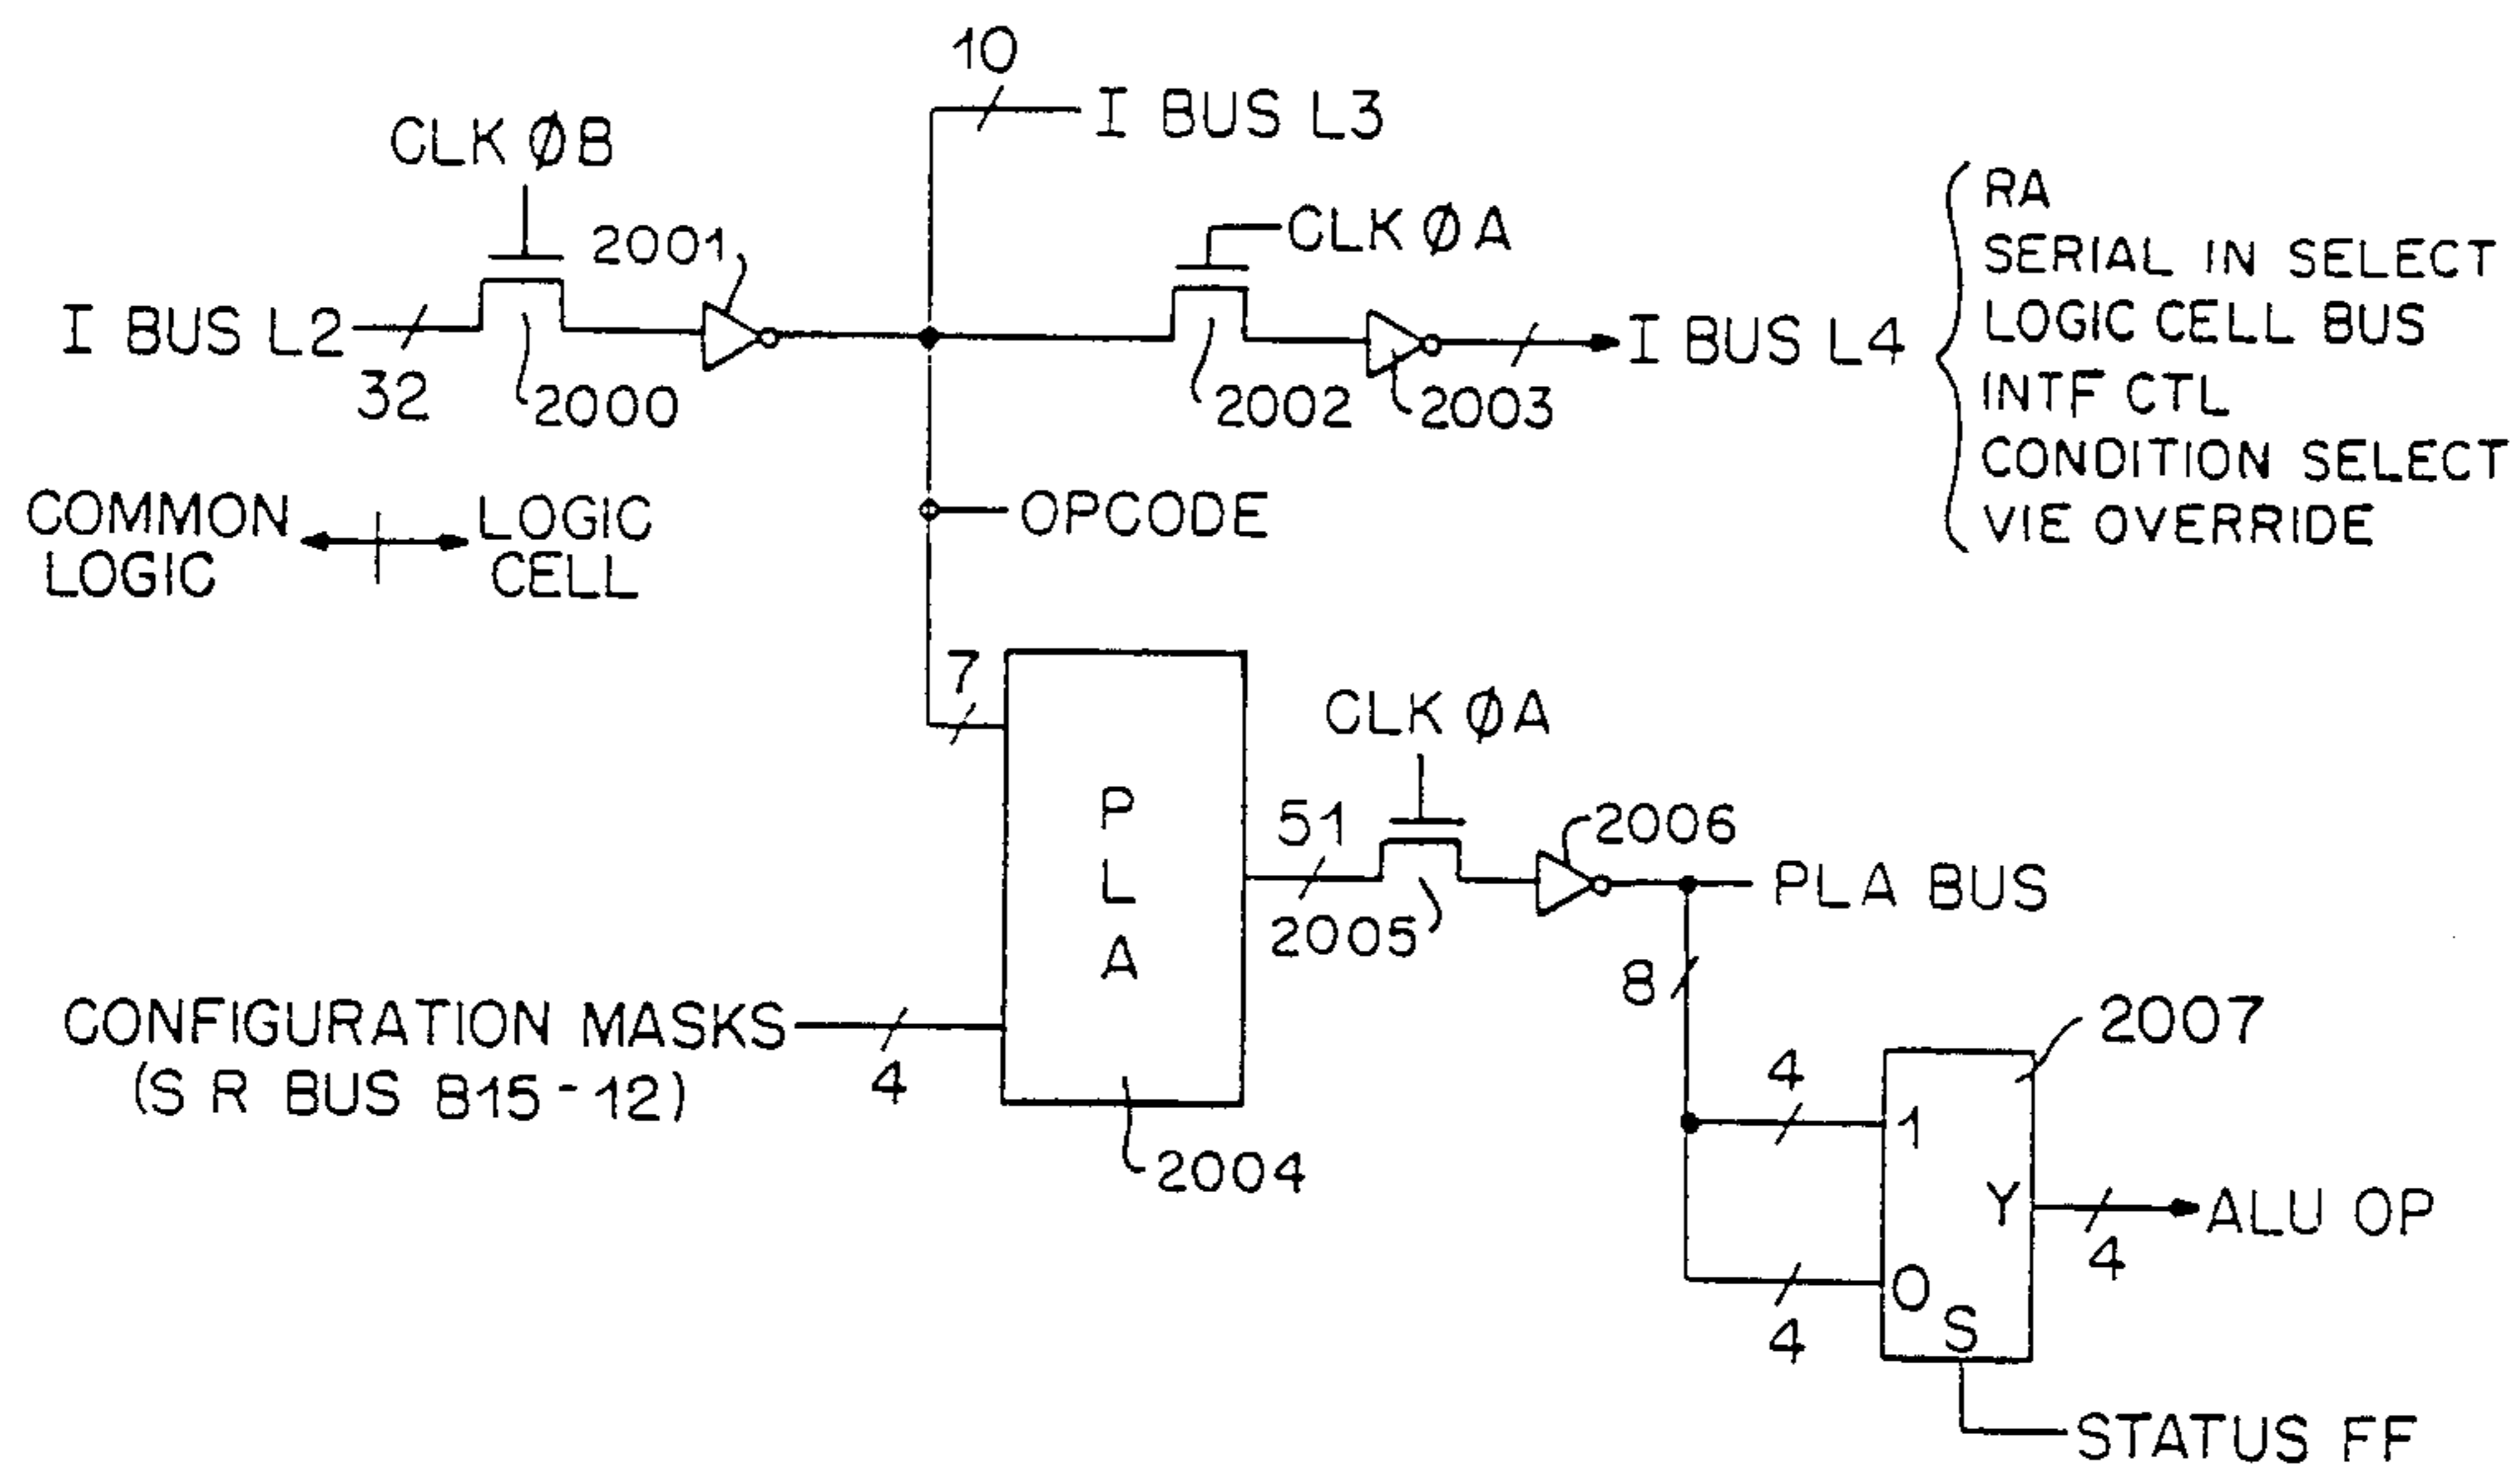 10
I BUS L3
CLK Ø8
2001
CLK ØA
I BUS L2
32
2000
2002
2003
I BUS L4
RA
SERIAL IN SELECT
LOGIC CELL BUS
INTF CTL
CONDITION SELECT
VIE OVERRIDE
COMMON
LOGIC
LOGIC
CELL
OPCODE
7
P
L
A
CLK ØA
51
2005
2006
PLA BUS
8
CONFIGURATION MASKS
(S R BUS 815-12)
4
2004
2007
4
1
Y
ALU OP
4
0
4
S
STATUS FF